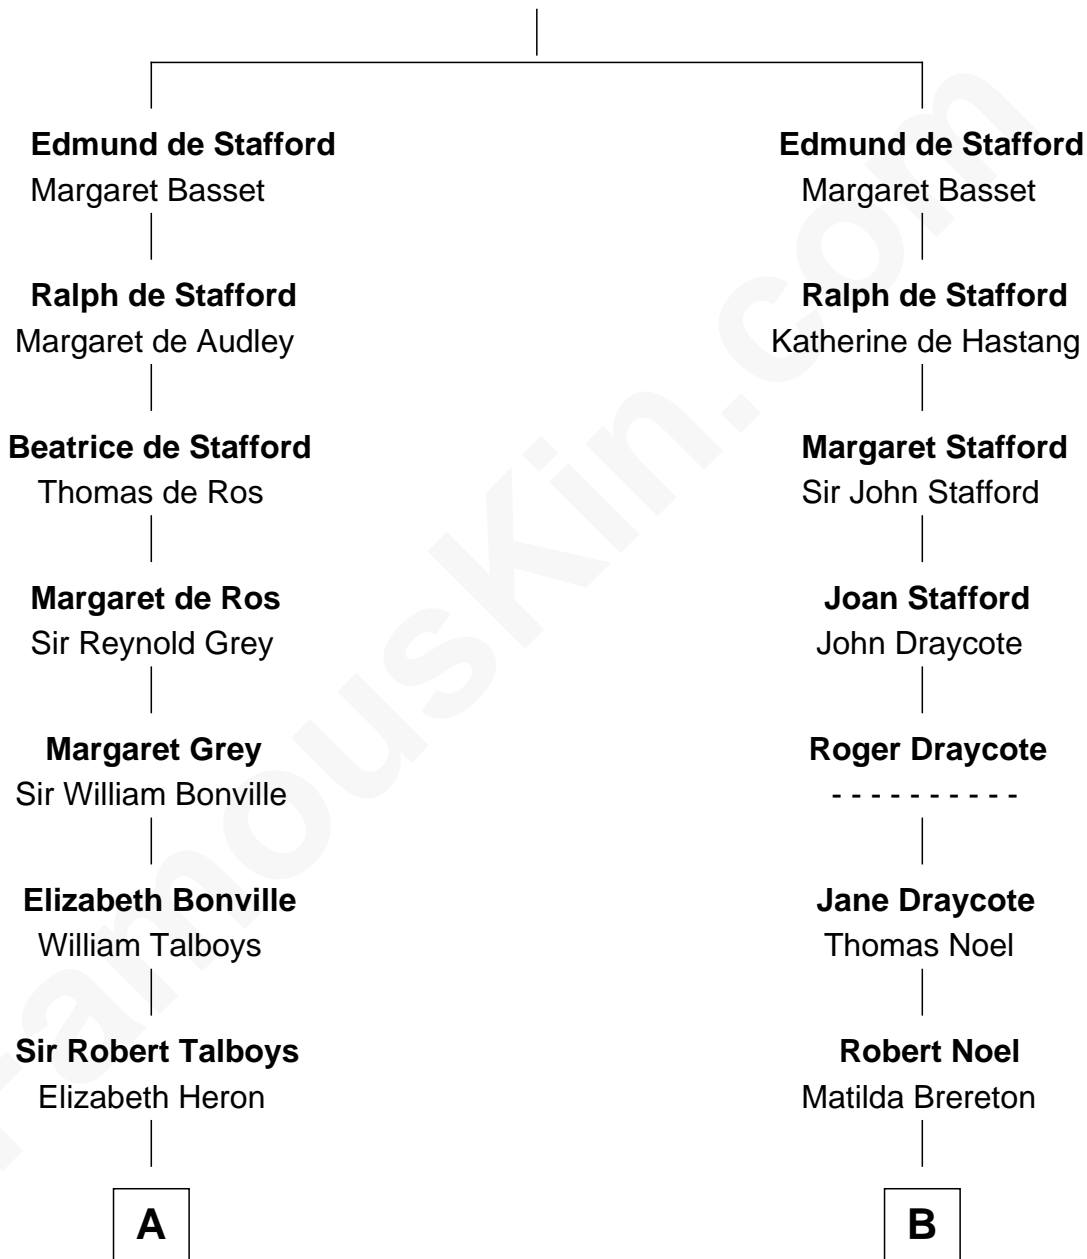 Edmund de Stafford
Margaret Basset
Ralph de Stafford
Margaret de Audley
Beatrice de Stafford
Thomas de Ros
Margaret de Ros
Sir Reynold Grey
Margaret Grey
Sir William Bonville
Elizabeth Bonville
William Talboys
Sir Robert Talboys
Elizabeth Heron
A
Edmund de Stafford
Margaret Basset
Ralph de Stafford
Katherine de Hastang
Margaret Stafford
Sir John Stafford
Joan Stafford
John Draycote
Roger Draycote
- - - - - - - - - -
Jane Draycote
Thomas Noel
Robert Noel
Matilda Brereton
B
FamousKin.com